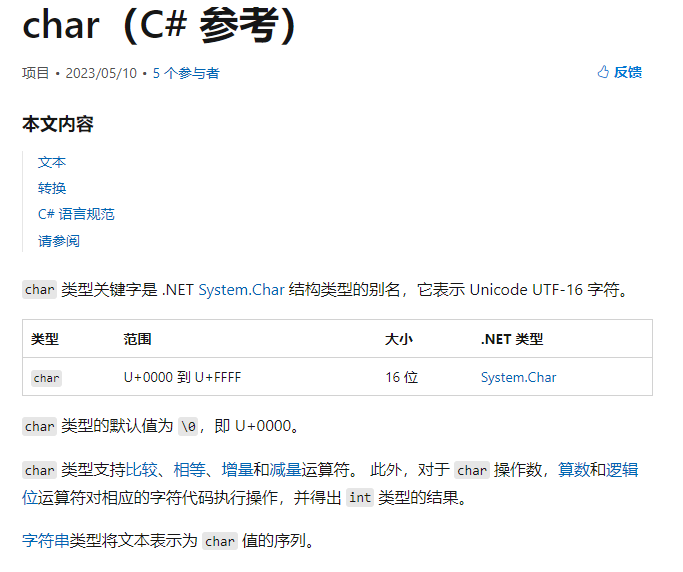 char（C# 参考）
项目 • 2023/05/10 • 5 个参与者
反馈
本文内容
文本
转换
C# 语言规范
请参阅
char 类型关键字是 .NET System.Char 结构类型的别名，它表示 Unicode UTF-16 字符。
类型 范围 大小 .NET 类型
char U+0000 到 U+FFFF 16 位 System.Char
char 类型的默认值为 \0，即 U+0000。
char 类型支持比较、相等、增量和减量运算符。 此外，对于 char 操作数，算数和逻辑
位运算符对相应的字符代码执行操作，并得出 int 类型的结果。
字符串类型将文本表示为 char 值的序列。